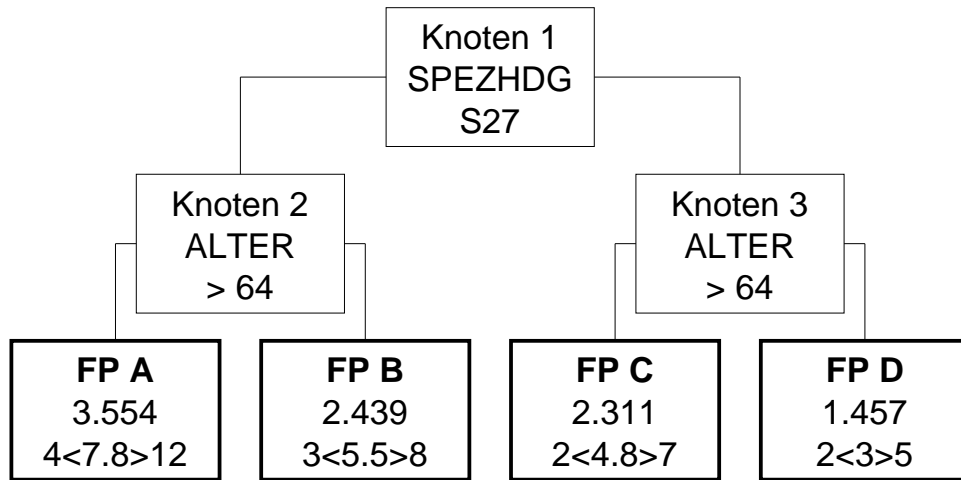 Knoten 1
SPEZHDG
S27
Knoten 2
ALTER
> 64
Knoten 3
ALTER
> 64
FP A
3.554
4<7.8>12
FP B
2.439
3<5.5>8
FP C
2.311
2<4.8>7
FP D
1.457
2<3>5